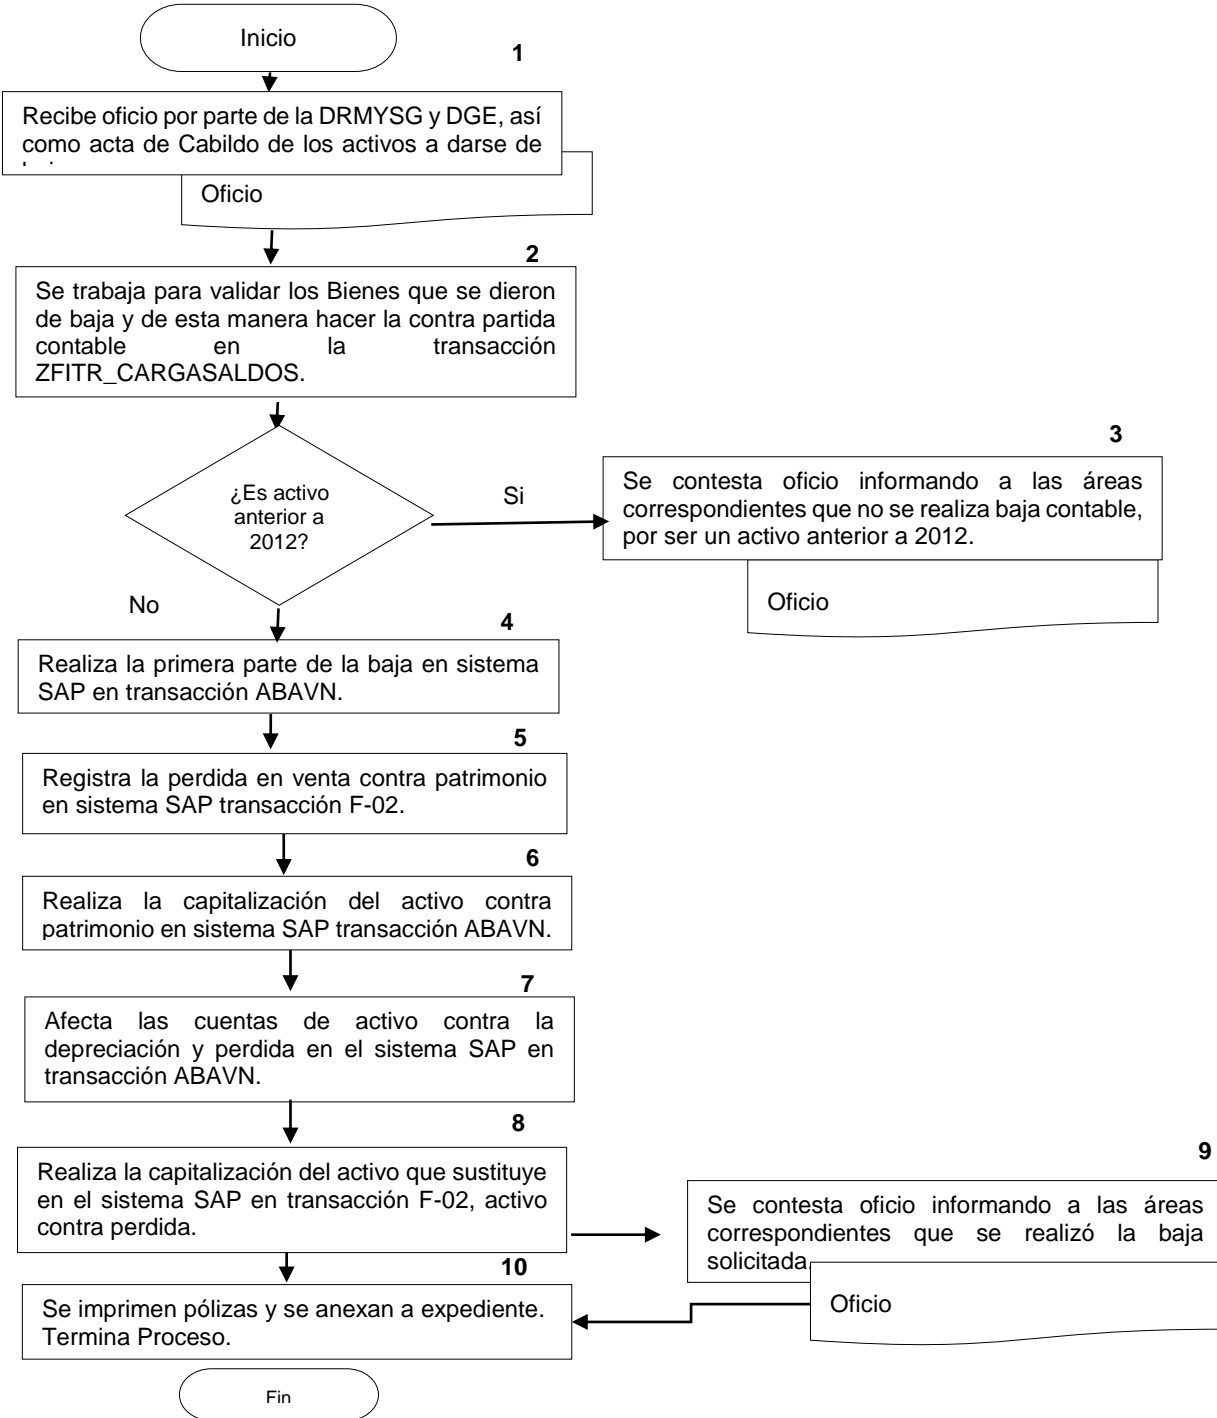 Inicio
1
Recibe oficio por parte de la DRMYSG y DGE, así
como acta de Cabildo de los activos a darse de
Oficio
2
Se trabaja para validar los Bienes que se dieron
de baja y de esta manera hacer la contra partida
contable en la transacción
ZFITR_CARGASALDOS.
¿Es activo
anterior a
2012?
Si
No
3
Se contesta oficio informando a las áreas
correspondientes que no se realiza baja contable,
por ser un activo anterior a 2012.
Oficio
4
Realiza la primera parte de la baja en sistema
SAP en transacción ABAVN.
5
Registra la perdida en venta contra patrimonio
en sistema SAP transacción F-02.
6
Realiza la capitalización del activo contra
patrimonio en sistema SAP transacción ABAVN.
7
Afecta las cuentas de activo contra la
depreciación y perdida en el sistema SAP en
transacción ABAVN.
8
Realiza la capitalización del activo que sustituye
en el sistema SAP en transacción F-02, activo
contra perdida.
9
Se contesta oficio informando a las áreas
correspondientes que se realizó la baja
solicitada.
Oficio
10
Se imprimen pólizas y se anexan a expediente.
Termina Proceso.
Fin